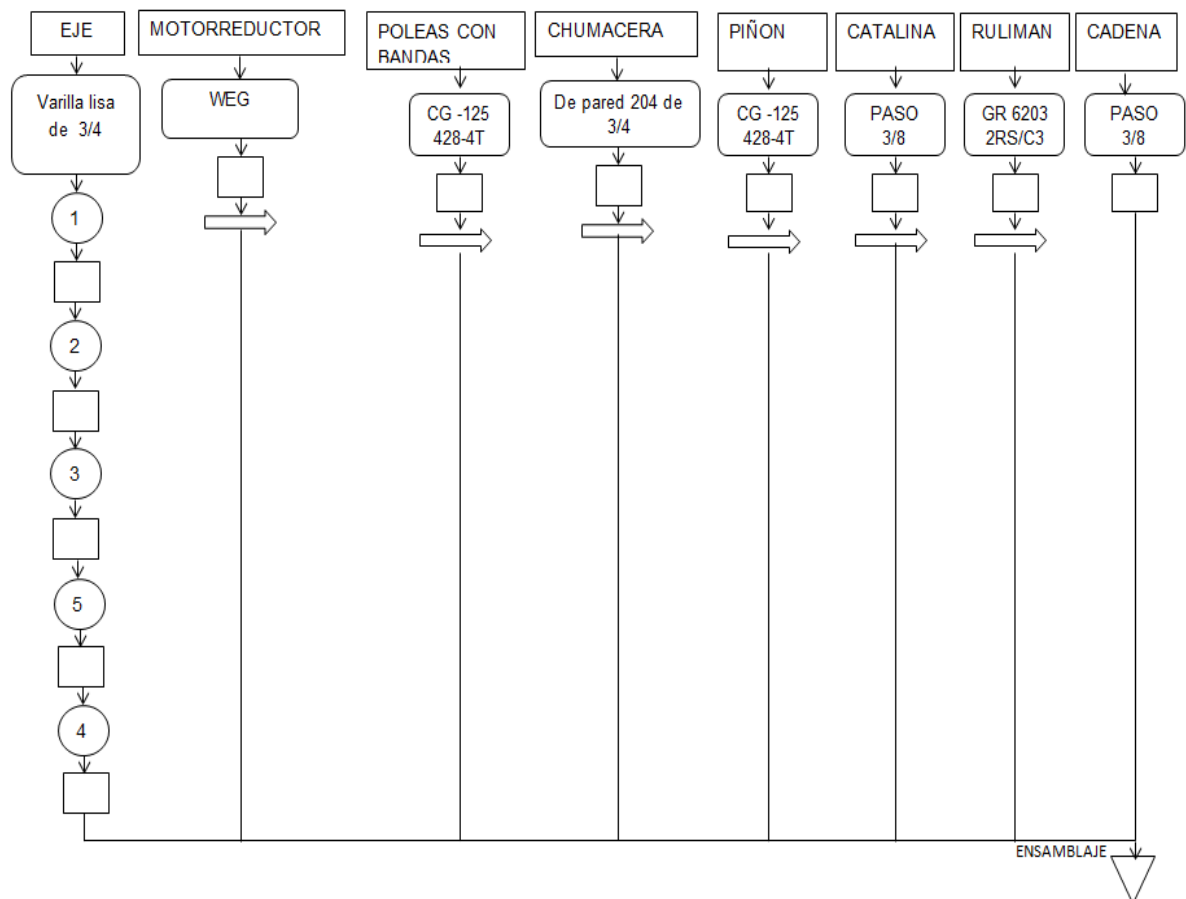 EJE
MOTORREDUCTOR
POLEAS CON
BANDAS
CHUMACERA
PIÑON
CATALINA
RULIMAN
CADENA
Varilla lisa
de 3/4
WEG
CG -125
428-4T
De pared 204 de
3/4
CG -125
428-4T
PASO
3/8
GR 6203
2RS/C3
PASO
3/8
1
2
3
5
4
ENSAMBLAJE